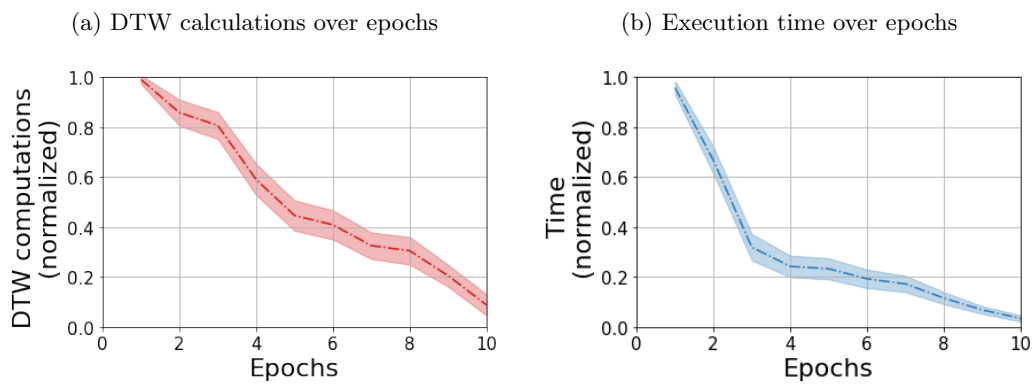 (a) DTW calculations over epochs
1.0
0.8
0.6
0.4
0.2
0.0
DTW computations
(normalized)
0 2 4 6 8 10
Epochs
(b) Execution time over epochs
1.0
0.8
0.6
0.4
0.2
0.0
Time
(normalized)
0 2 4 6 8 10
Epochs